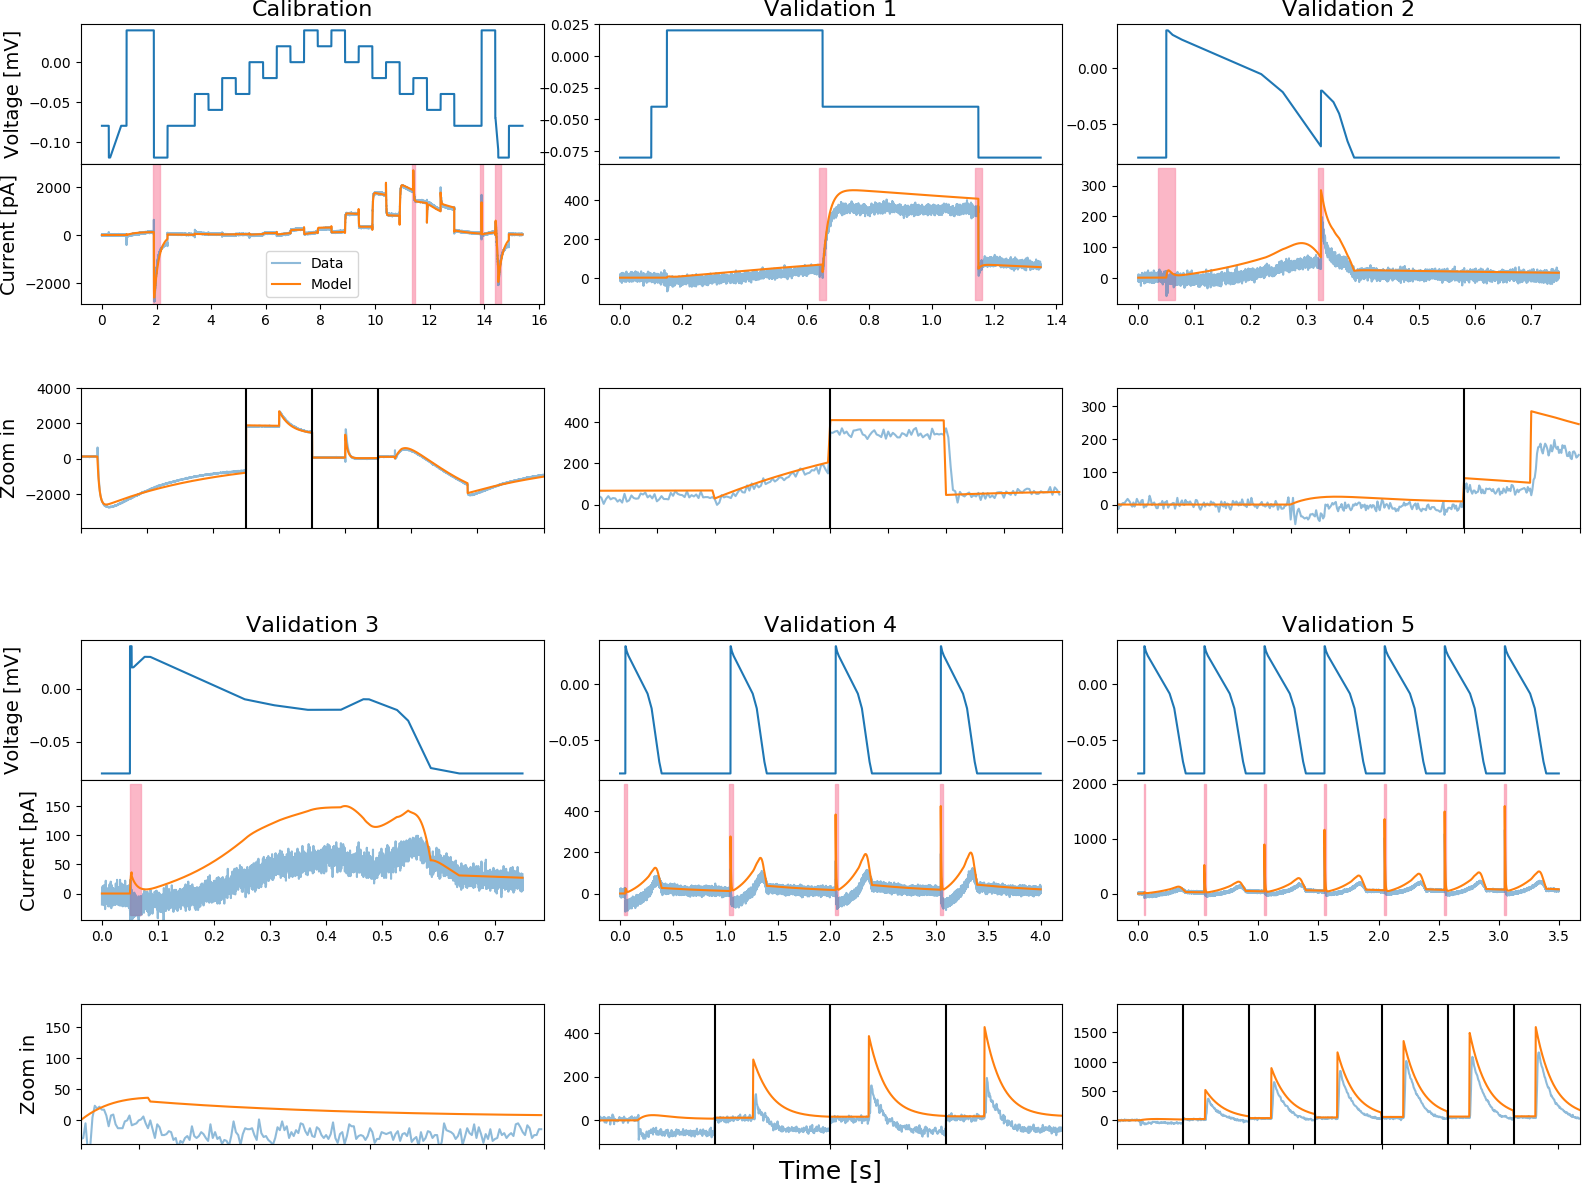 Calibration
Validation 1
Validation 2
Voltage [mV]
0.00
−0.05
−0.10
0.025
0.000
−0.025
−0.050
−0.075
0.00
−0.05
Current [pA]
2000
0
−2000
Data
Model
400
200
0
300
200
100
0
0 2 4 6 8 10 12 14 16
0.0 0.2 0.4 0.6 0.8 1.0 1.2 1.4
0.0 0.1 0.2 0.3 0.4 0.5 0.6 0.7
Zoom in
4000
2000
0
−2000
400
200
0
300
200
100
0
Validation 3
Validation 4
Validation 5
Voltage [mV]
0.00
−0.05
0.00
−0.05
0.00
−0.05
Current [pA]
150
100
50
0
400
200
0
2000
1000
0
0.0 0.1 0.2 0.3 0.4 0.5 0.6 0.7
0.0 0.5 1.0 1.5 2.0 2.5 3.0 3.5 4.0
0.0 0.5 1.0 1.5 2.0 2.5 3.0 3.5
Zoom in
150
100
50
0
400
200
0
1500
1000
500
0
Time [s]